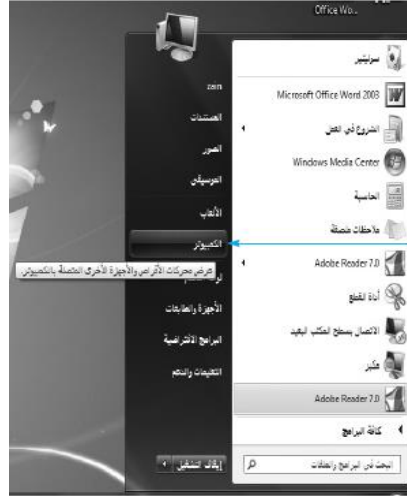 Office Wo...
سوليتير
Microsoft Office Word 2003
الشروع في العمل
Windows Media Center
الحاسبة
ملاحظات ملصقة
Adobe Reader 7.0
أداة القطع
الاتصال بسطح المكتب البعيد
مكبر
Adobe Reader 7.0
كافة البرامج
البحث في البرامج والملفات
zain
المستندات
الصور
الموسيقى
الألعاب
الكمبيوتر
عرض محركات الأقراص والأجهزة الأخرى المتصلة بالكمبيوتر.
الأجهزة والطابعات
البرامج الافتراضية
التعليمات والدعم
إيقاف التشغيل